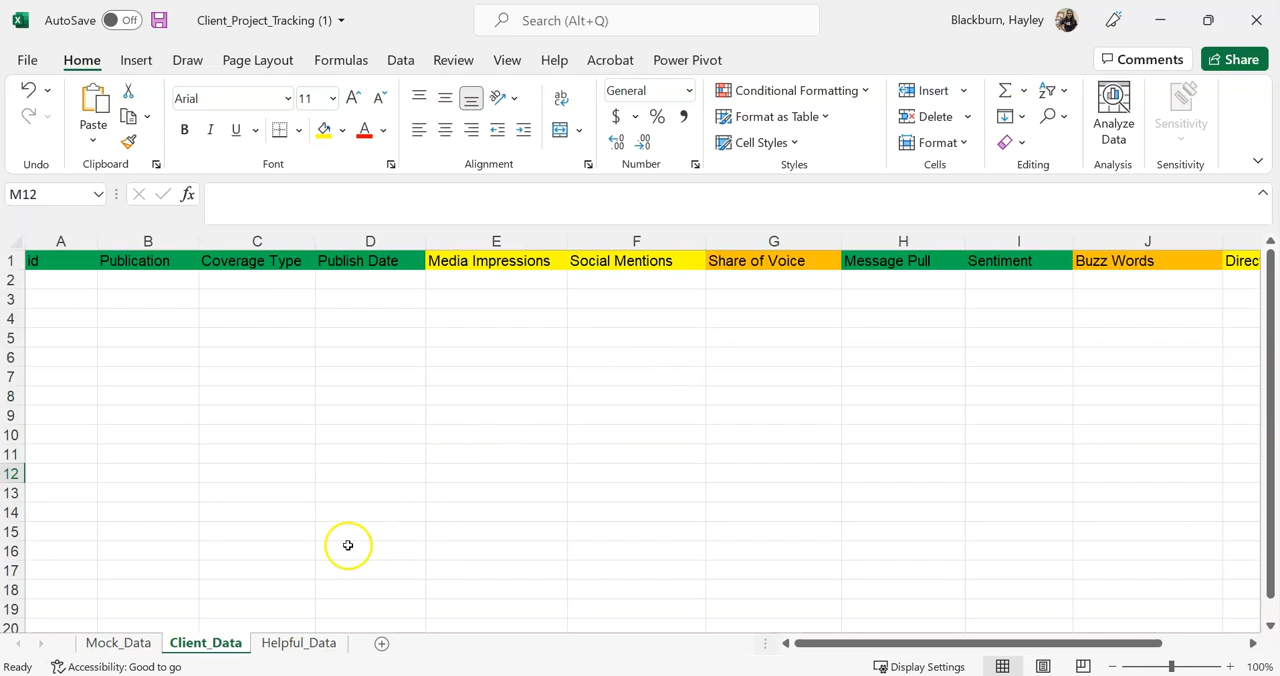 AutoSave Off Client_Project_Tracking (1) Search (Alt+Q) Blackburn, Hayley
File Home Insert Draw Page Layout Formulas Data Review View Help Acrobat Power Pivot Comments Share
Arial 11 General Conditional Formatting Insert
Paste Format as Table Delete Analyze Data Sensitivity
B I U A $ % Cell Styles Format
Undo Clipboard Font Alignment Number Styles Cells Editing Analysis Sensitivity
M12 fx
A B C D E F G H I J
1 id Publication Coverage Type Publish Date Media Impressions Social Mentions Share of Voice Message Pull Sentiment Buzz Words Direc
2
3
4
5
6
7
8
9
10
11
12
13
14
15
16
17
18
19
20
Mock_Data Client_Data Helpful_Data
Ready Accessibility: Good to go Display Settings 100%